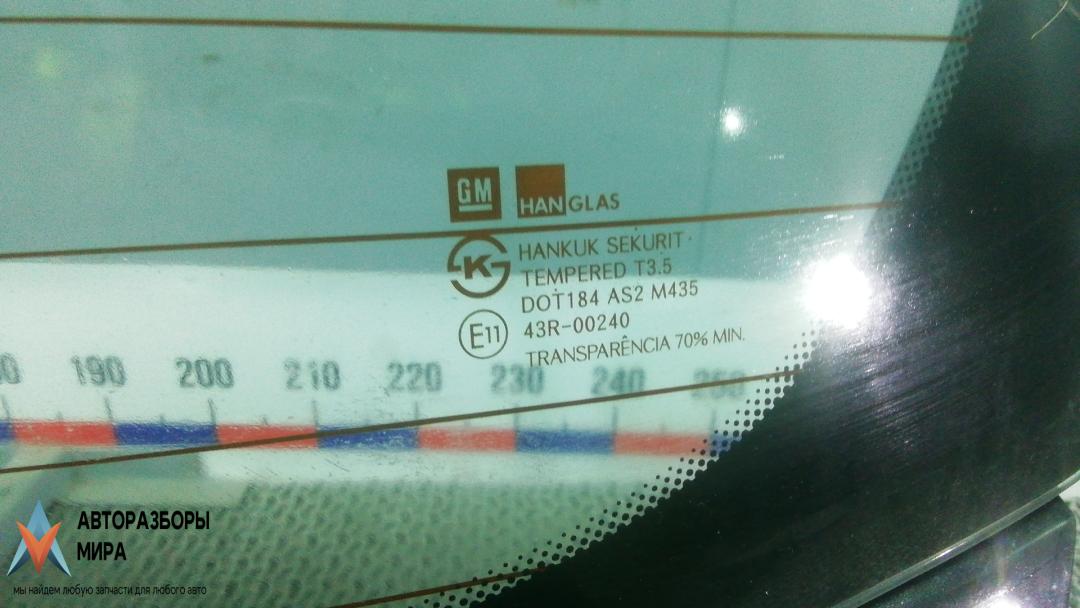 GM HANGLAS
K
HANKUK SEKURIT
TEMPERED T3.5
DOT184 AS2 M435
E11 43R-00240
TRANSPARÊNCIA 70% MIN.
190 200 210 220 230 240
АВТОРАЗБОРЫ
МИРА
мы найдем любую запчасти для любого авто